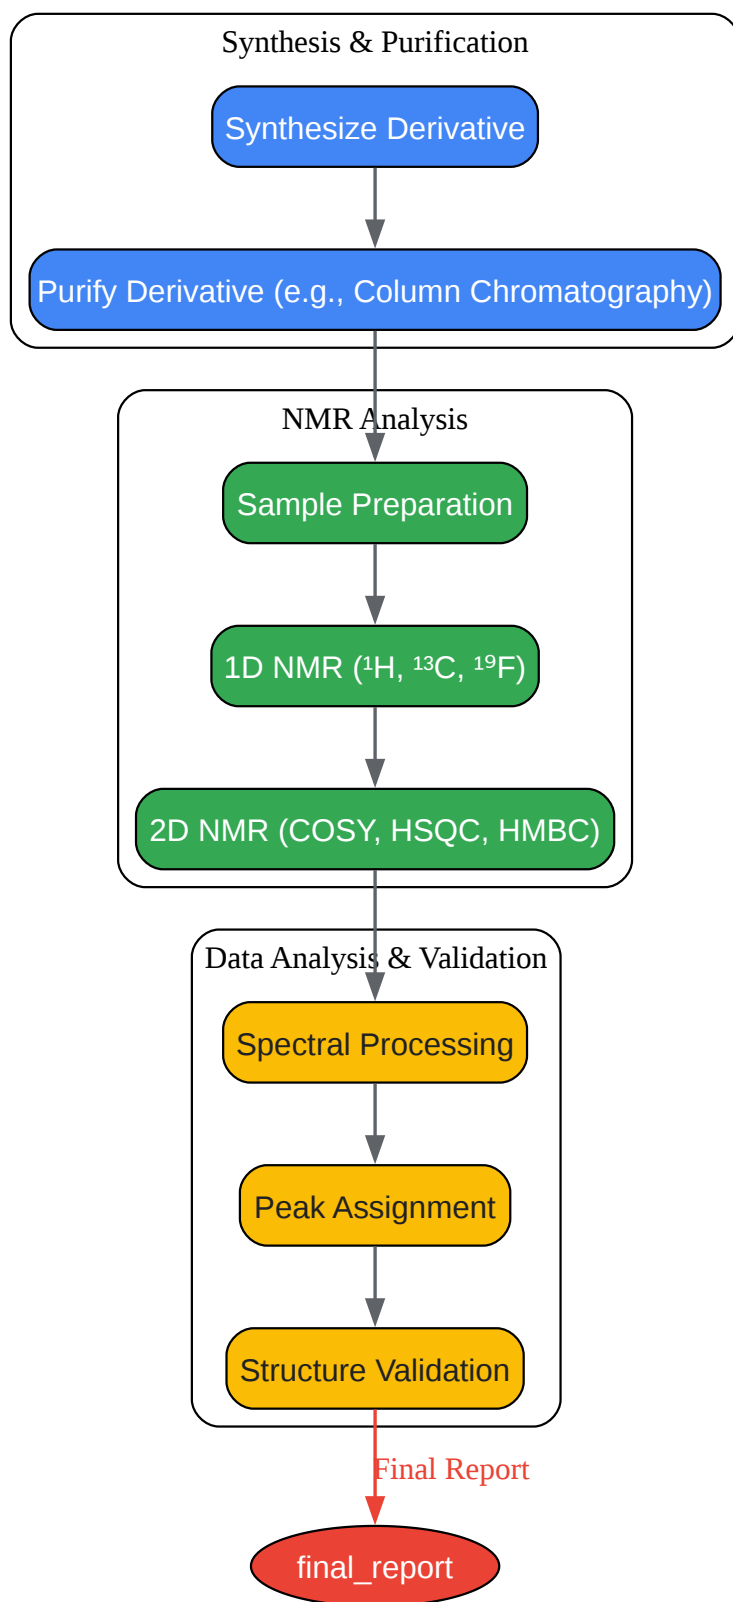 Synthesis & Purification
Synthesize Derivative
Purify Derivative (e.g., Column Chromatography)
NMR Analysis
Sample Preparation
1D NMR (¹H, ¹³C, ¹⁹F)
2D NMR (COSY, HSQC, HMBC)
Data Analysis & Validation
Spectral Processing
Peak Assignment
Structure Validation
Final Report
final_report